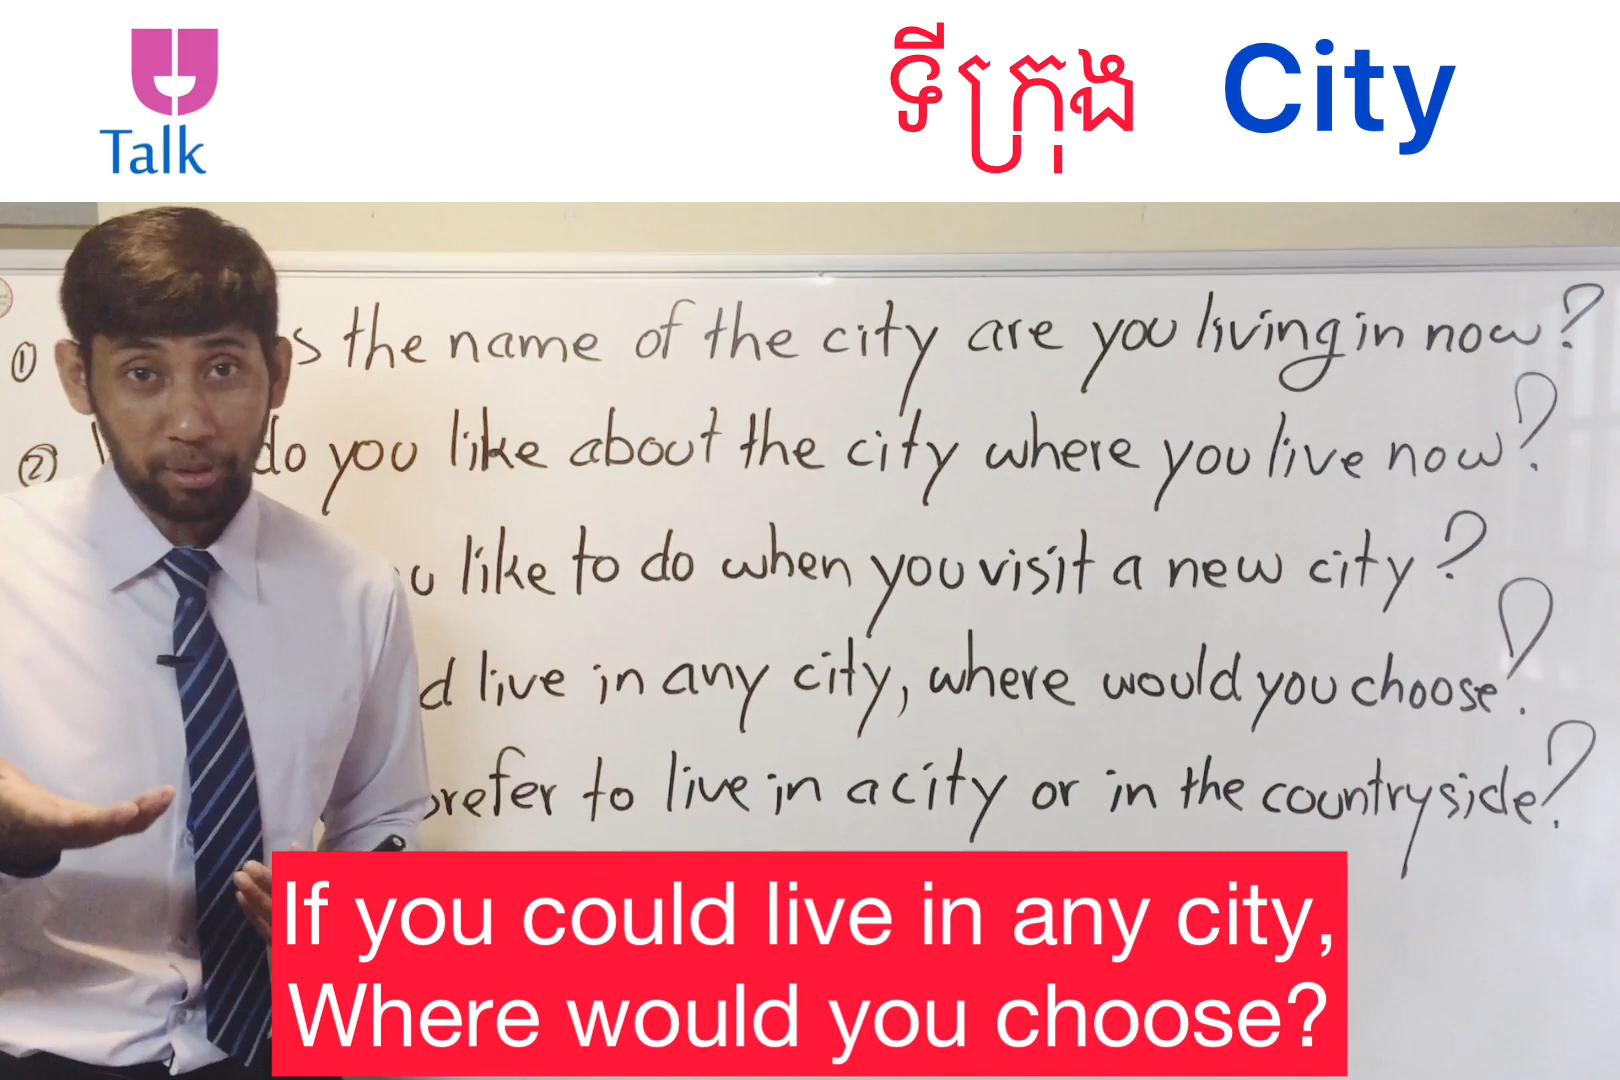 Talk
ទីក្រុង City
① s the name of the city are you living in now?
② do you like about the city where you live now?
u like to do when you visit a new city?
d live in any city, where would you choose?
refer to live in a city or in the countryside?
If you could live in any city,
Where would you choose?